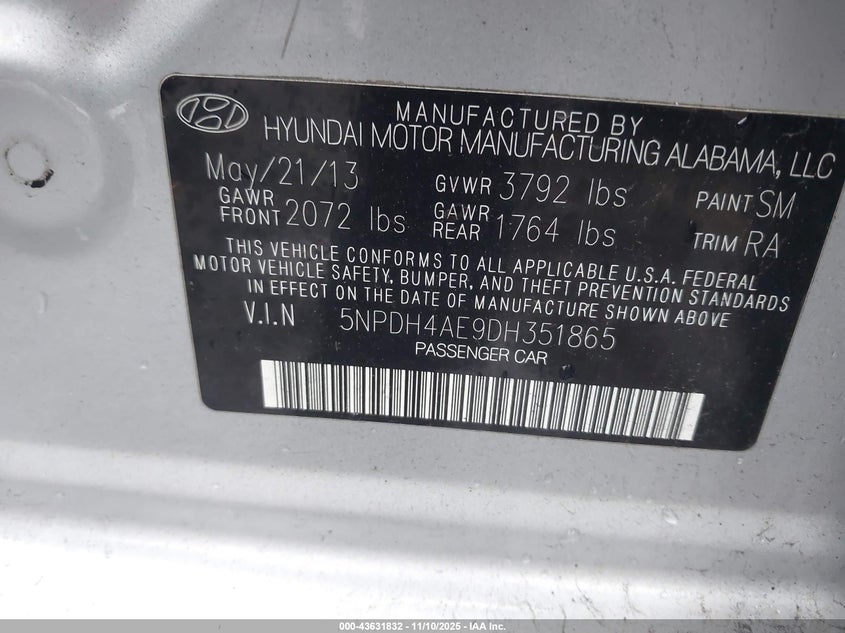 MANUFACTURED BY
HYUNDAI MOTOR MANUFACTURING ALABAMA, LLC
May/21/13 GVWR 3792 lbs PAINT SM
GAWR FRONT 2072 lbs GAWR REAR 1764 lbs TRIM RA
THIS VEHICLE CONFORMS TO ALL APPLICABLE U.S.A. FEDERAL
MOTOR VEHICLE SAFETY, BUMPER, AND THEFT PREVENTION STANDARDS
IN EFFECT ON THE DATE OF MANUFACTURE SHOWN ABOVE
V.I.N 5NPDH4AE9DH351865
PASSENGER CAR
000-43631832 - 11/10/2025 - IAA Inc.